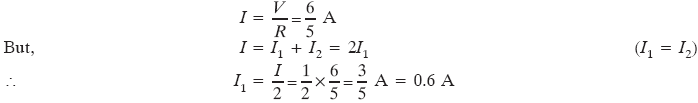 I = V/R = 6/5 A
But, I = I₁ + I₂ = 2I₁ (I₁ = I₂)
∴ I₁ = I/2 = 1/2 × 6/5 = 3/5 A = 0.6 A